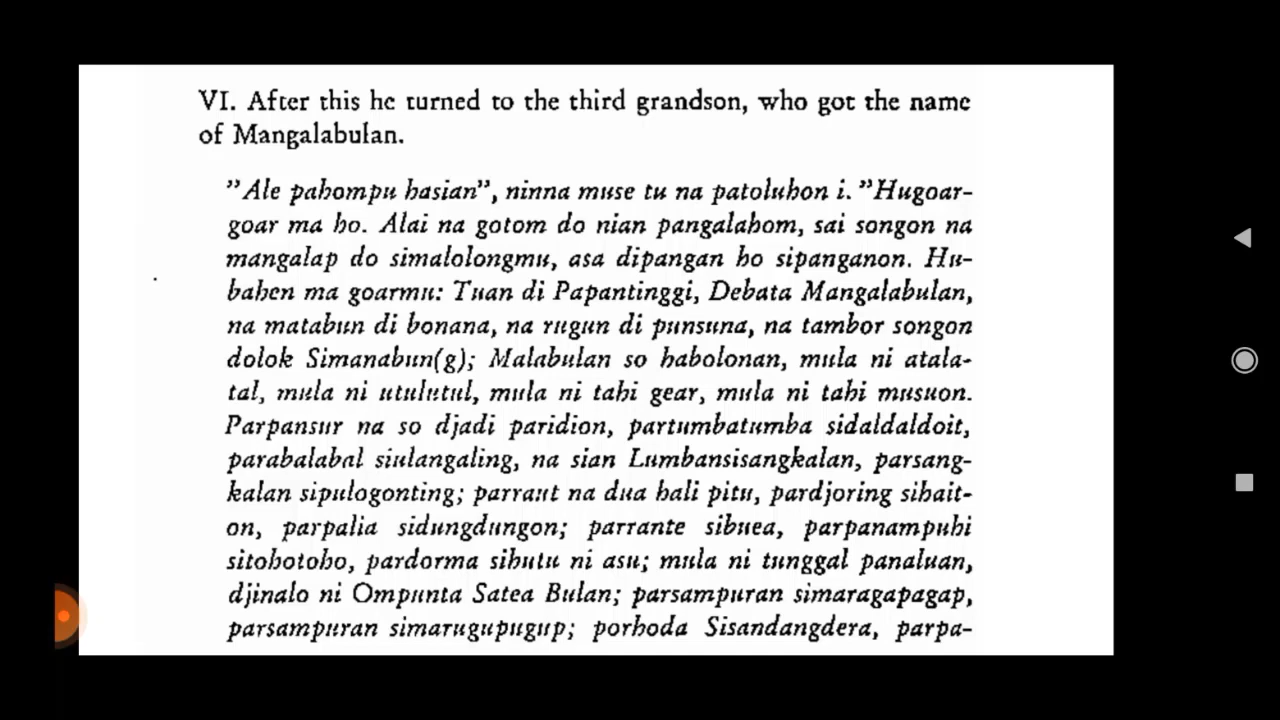 VI. After this he turned to the third grandson, who got the name
of Mangalabulan.
”Ale pahompu hasian”, ninna muse tu na patoluhon i. ”Hugoar-
goar ma ho. Alai na gotom do nian pangalahom, sai songon na
mangalap do simalolongmu, asa dipangan ho sipanganon. Hu-
bahen ma goarmu: Tuan di Papantinggi, Debata Mangalabulan,
na matabun di bonana, na rugun di punsuna, na tambor songon
dolok Simanabun(g); Malabulan so habolonan, mula ni atala-
tal, mula ni utulutul, mula ni tahi gear, mula ni tahi musuon.
Parpansur na so djadi paridion, partumbatumba sidaldaldoit,
parabalabal siulangaling, na sian Lumbansisangkalan, parsang-
kalan sipulogonting; parraut na dua hali pitu, pardjoring sihait-
on, parpalia sidungdungon; parrante sibuea, parpanampuhi
sitohotoho, pardorma sihutu ni asu; mula ni tunggal panaluan,
djinalo ni Ompunta Satea Bulan; parsampuran simaragapagap,
parsampuran simarugupugup; porhoda Sisandangdera, parpa-